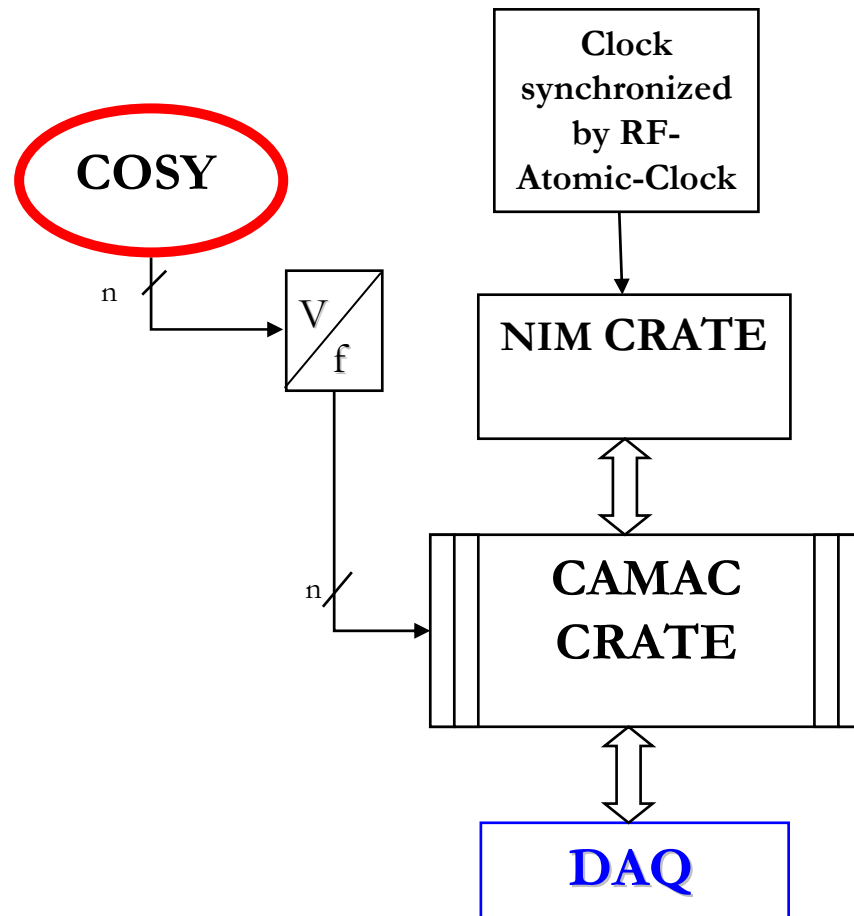 Clock
synchronized
by RF-
Atomic-Clock
COSY
n
V
f
NIM CRATE
n
CAMAC
CRATE
DAQ